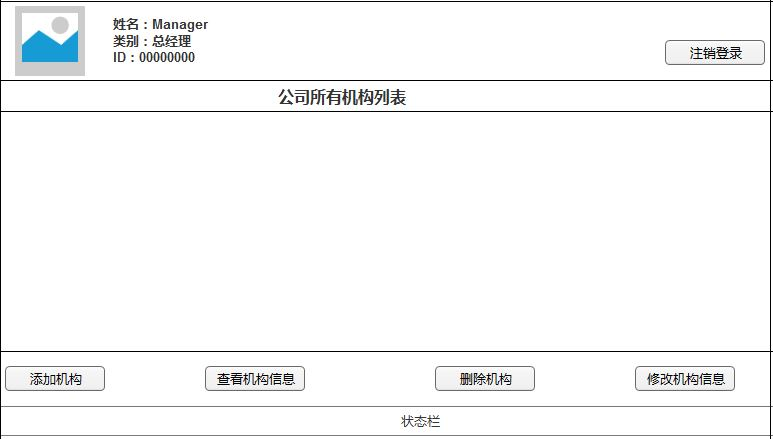 姓名：Manager
类别：总经理
ID：00000000
注销登录
公司所有机构列表
添加机构
查看机构信息
删除机构
修改机构信息
状态栏